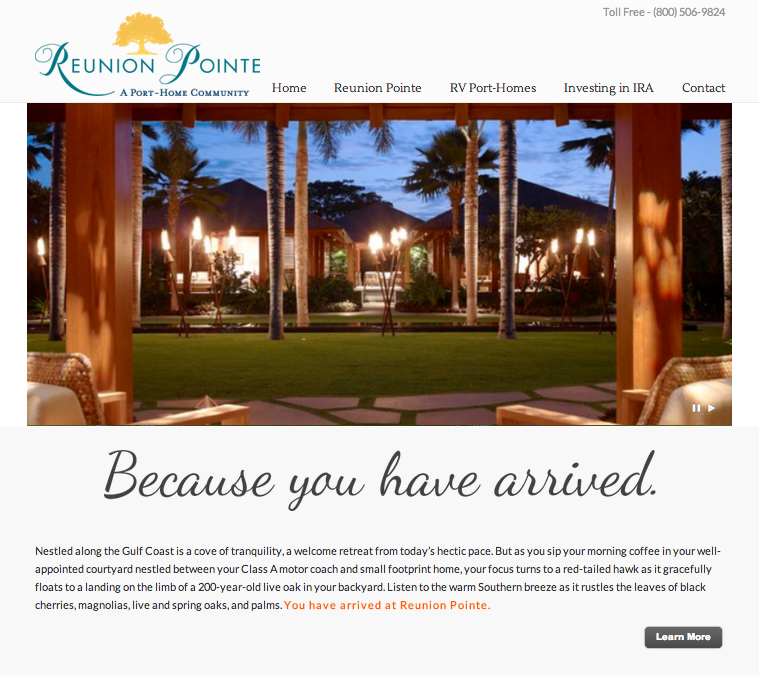 Toll Free - (800) 506-9824
Reunion Pointe
A Port-Home Community
Home Reunion Pointe RV Port-Homes Investing in IRA Contact
Because you have arrived.
Nestled along the Gulf Coast is a cove of tranquility, a welcome retreat from today's hectic pace. But as you sip your morning coffee in your well-
appointed courtyard nestled between your Class A motor coach and small footprint home, your focus turns to a red-tailed hawk as it gracefully
floats to a landing on the limb of a 200-year-old live oak in your backyard. Listen to the warm Southern breeze as it rustles the leaves of black
cherries, magnolias, live and spring oaks, and palms. You have arrived at Reunion Pointe.
Learn More